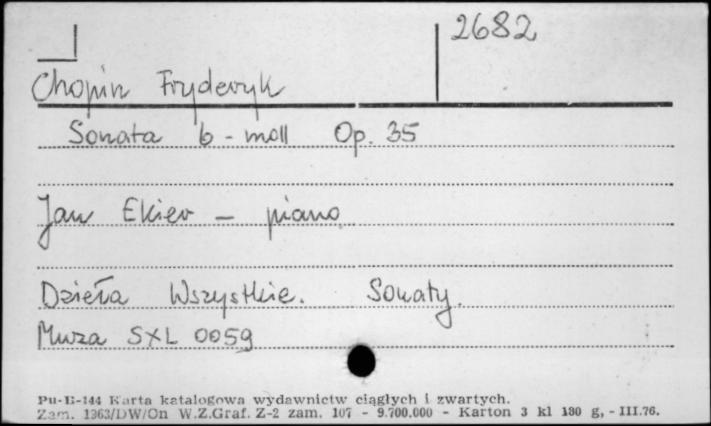 2682
Chopin Fryderyk
Sonata b-moll Op. 35
Jan Ekier – piano
Dzieła Wszystkie. Sonaty.
Muza SXL 0059
Pu-B-144 Karta katalogowa wydawnictw ciągłych i zwartych.
Zam. 1363/DW/On W.Z.Graf. Z-2 zam. 107 - 9.700.000 - Karton 3 kl 180 g, - III.76.